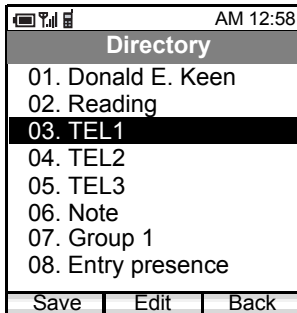 AM 12:58
Directory
01. Donald E. Keen
02. Reading
03. TEL1
04. TEL2
05. TEL3
06. Note
07. Group 1
08. Entry presence
Save Edit Back